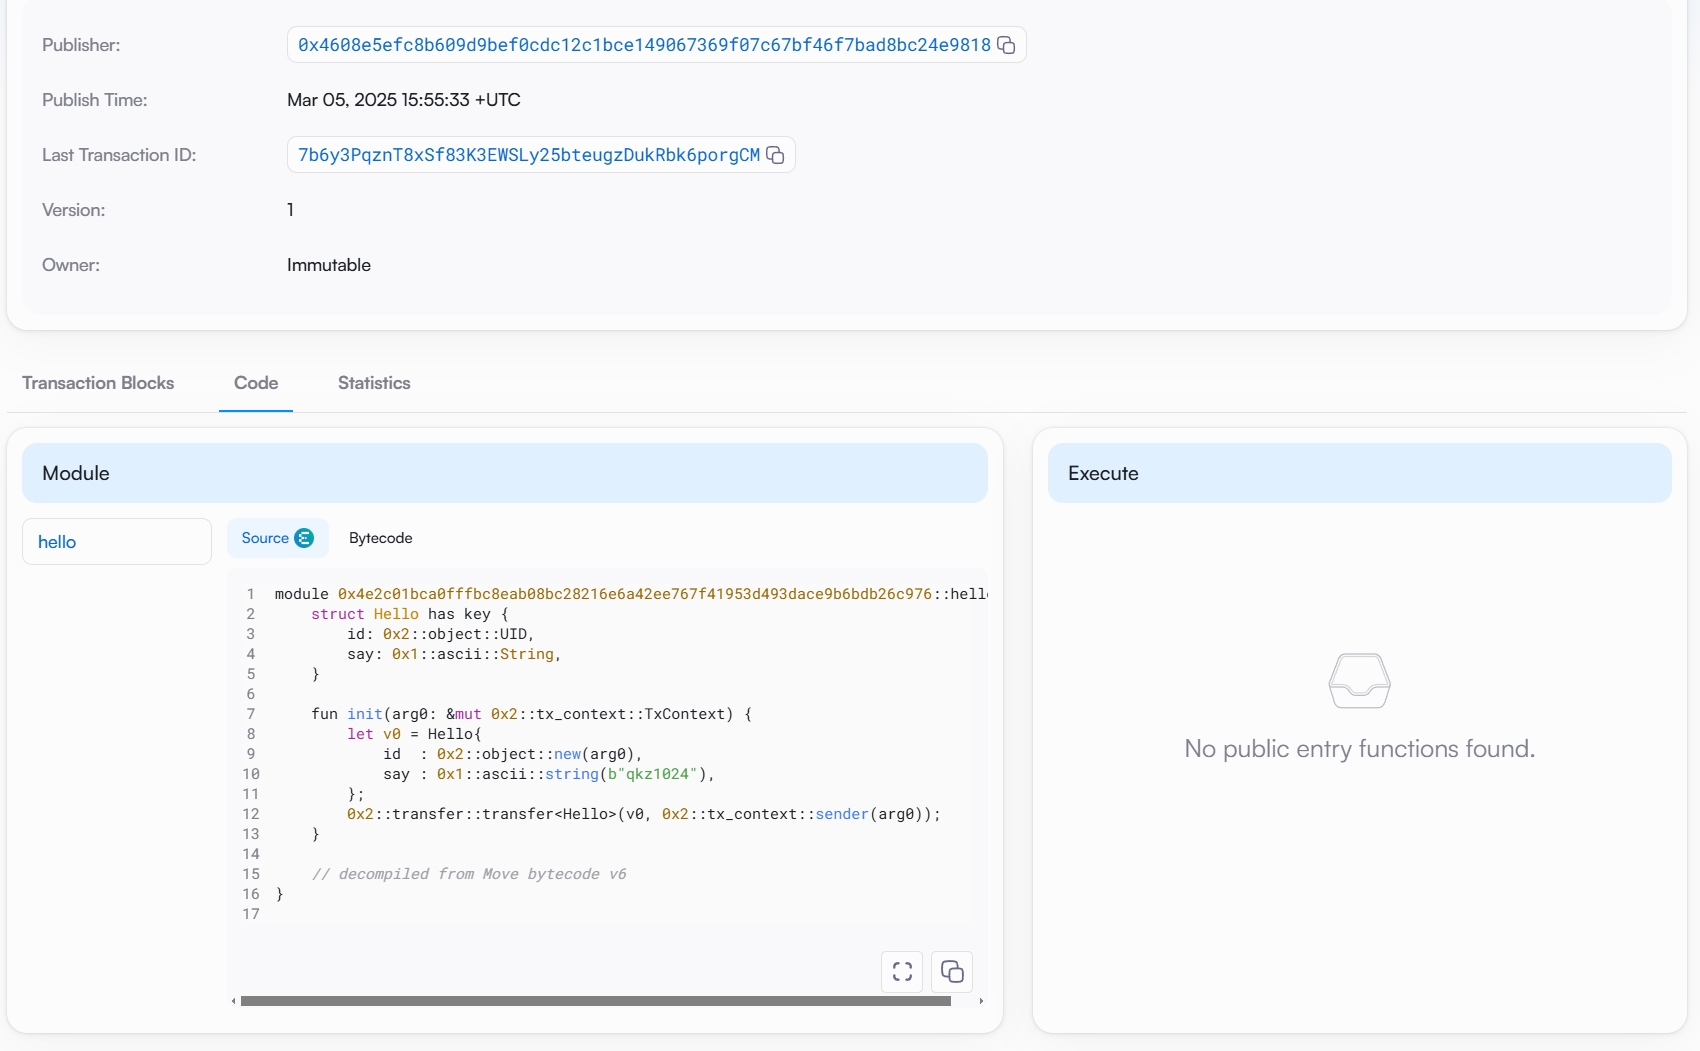 Publisher: 0x4608e5efc8b609d9bef0cdc12c1bce149067369f07c67bf46f7bad8bc24e9818
Publish Time: Mar 05, 2025 15:55:33 +UTC
Last Transaction ID: 7b6y3PqznT8xSf83K3EWSLy25bteugzDukRbk6porgCM
Version: 1
Owner: Immutable
Transaction Blocks Code Statistics
Module
hello
Source Bytecode
1 module 0x4e2c01bca0fffbc8eab08bc28216e6a42ee767f41953d493dace9b6bdb26c976::hello
2     struct Hello has key {
3         id: 0x2::object::UID,
4         say: 0x1::ascii::String,
5     }
6
7     fun init(arg0: &mut 0x2::tx_context::TxContext) {
8         let v0 = Hello{
9             id  : 0x2::object::new(arg0),
10             say : 0x1::ascii::string(b"qkz1024"),
11         };
12         0x2::transfer::transfer<Hello>(v0, 0x2::tx_context::sender(arg0));
13     }
14
15     // decompiled from Move bytecode v6
16 }
17
Execute
No public entry functions found.